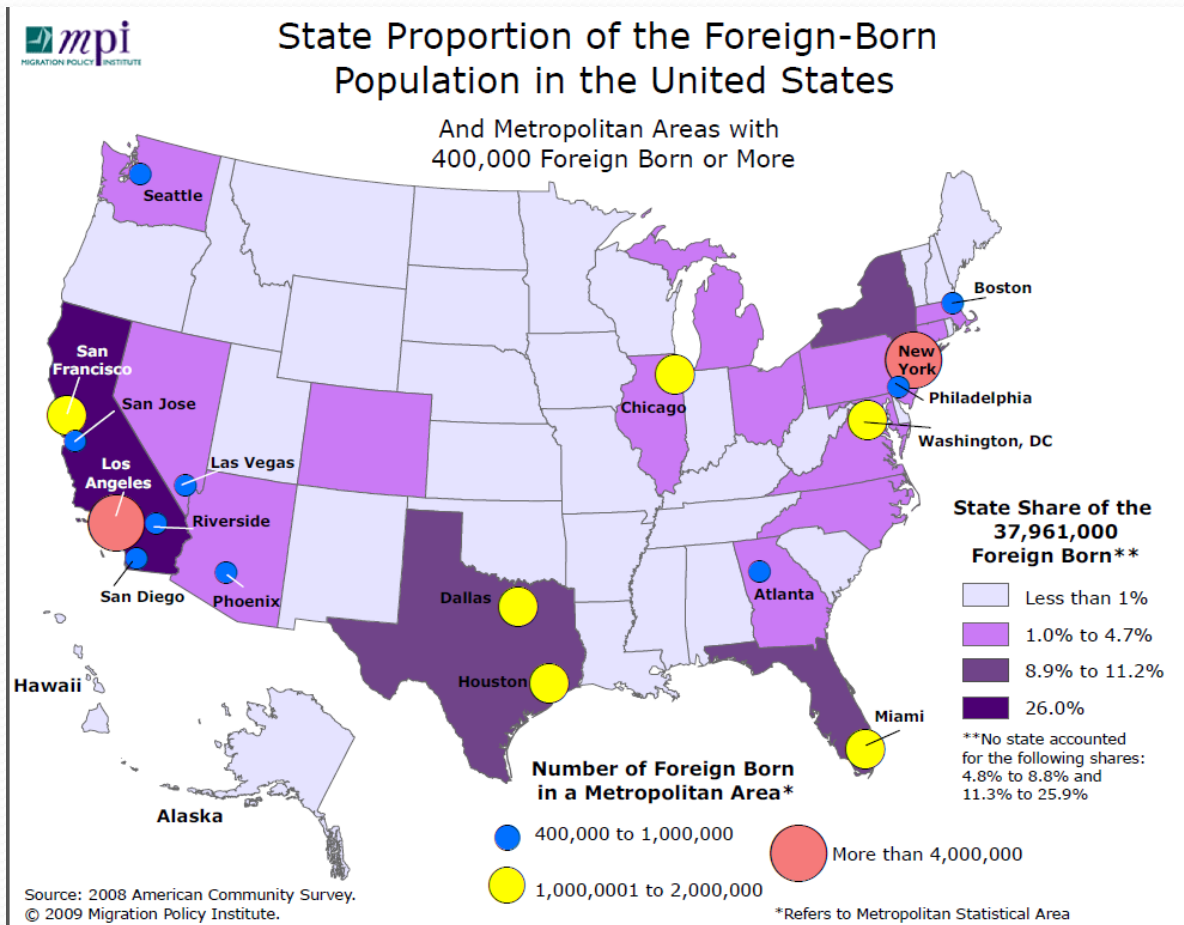 mpi
MIGRATION POLICY INSTITUTE
State Proportion of the Foreign-Born
Population in the United States
And Metropolitan Areas with
400,000 Foreign Born or More
Seattle
Boston
San
Francisco
New
York
San Jose
Chicago
Philadelphia
Washington, DC
Las Vegas
Los
Angeles
Riverside
San Diego
Phoenix
Dallas
Atlanta
Houston
Miami
Hawaii
Alaska
State Share of the
37,961,000
Foreign Born**
Less than 1%
1.0% to 4.7%
8.9% to 11.2%
26.0%
**No state accounted
for the following shares:
4.8% to 8.8% and
11.3% to 25.9%
Number of Foreign Born
in a Metropolitan Area*
400,000 to 1,000,000
1,000,0001 to 2,000,000
More than 4,000,000
Source: 2008 American Community Survey.
© 2009 Migration Policy Institute.
*Refers to Metropolitan Statistical Area